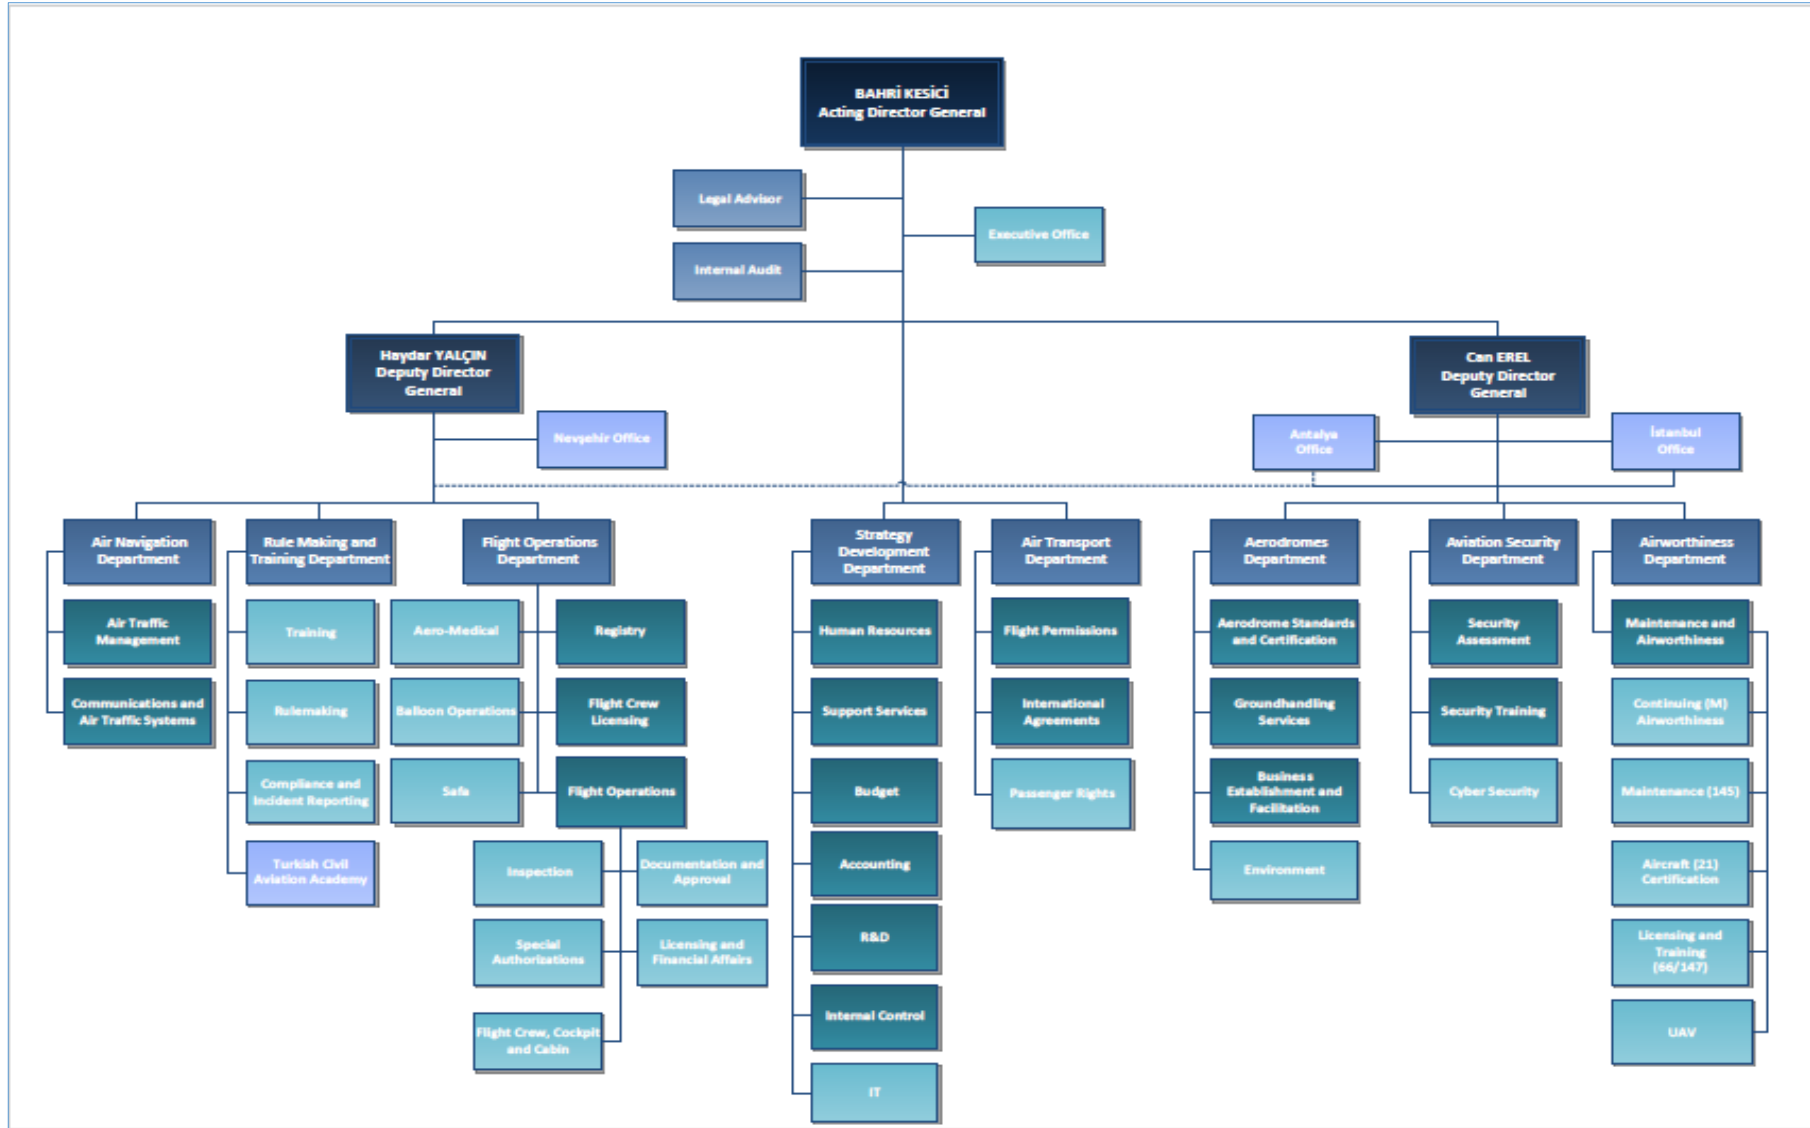 BAHRİ KESİCİ
Acting Director General
Legal Advisor
Executive Office
Internal Audit
Haydar YALÇIN
Deputy Director
General
Can EREL
Deputy Director
General
Nevşehir Office
Antalya
Office
İstanbul
Office
Air Navigation
Department
Rule Making and
Training Department
Flight Operations
Department
Strategy
Development
Department
Air Transport
Department
Aerodromes
Department
Aviation Security
Department
Airworthiness
Department
Air Traffic
Management
Communications and
Air Traffic Systems
Training
Rulemaking
Compliance and
Incident Reporting
Turkish Civil
Aviation Academy
Aero-Medical
Balloon Operations
Safa
Registry
Flight Crew
Licensing
Flight Operations
Inspection
Documentation and
Approval
Special
Authorizations
Licensing and
Financial Affairs
Flight Crew, Cockpit
and Cabin
Human Resources
Support Services
Budget
Accounting
R&D
Internal Control
IT
Flight Permissions
International
Agreements
Passenger Rights
Aerodrome Standards
and Certification
Groundhandling
Services
Business
Establishment and
Facilitation
Environment
Security
Assessment
Security Training
Cyber Security
Maintenance and
Airworthiness
Continuing (M)
Airworthiness
Maintenance (145)
Aircraft (21)
Certification
Licensing and
Training
(66/147)
UAV